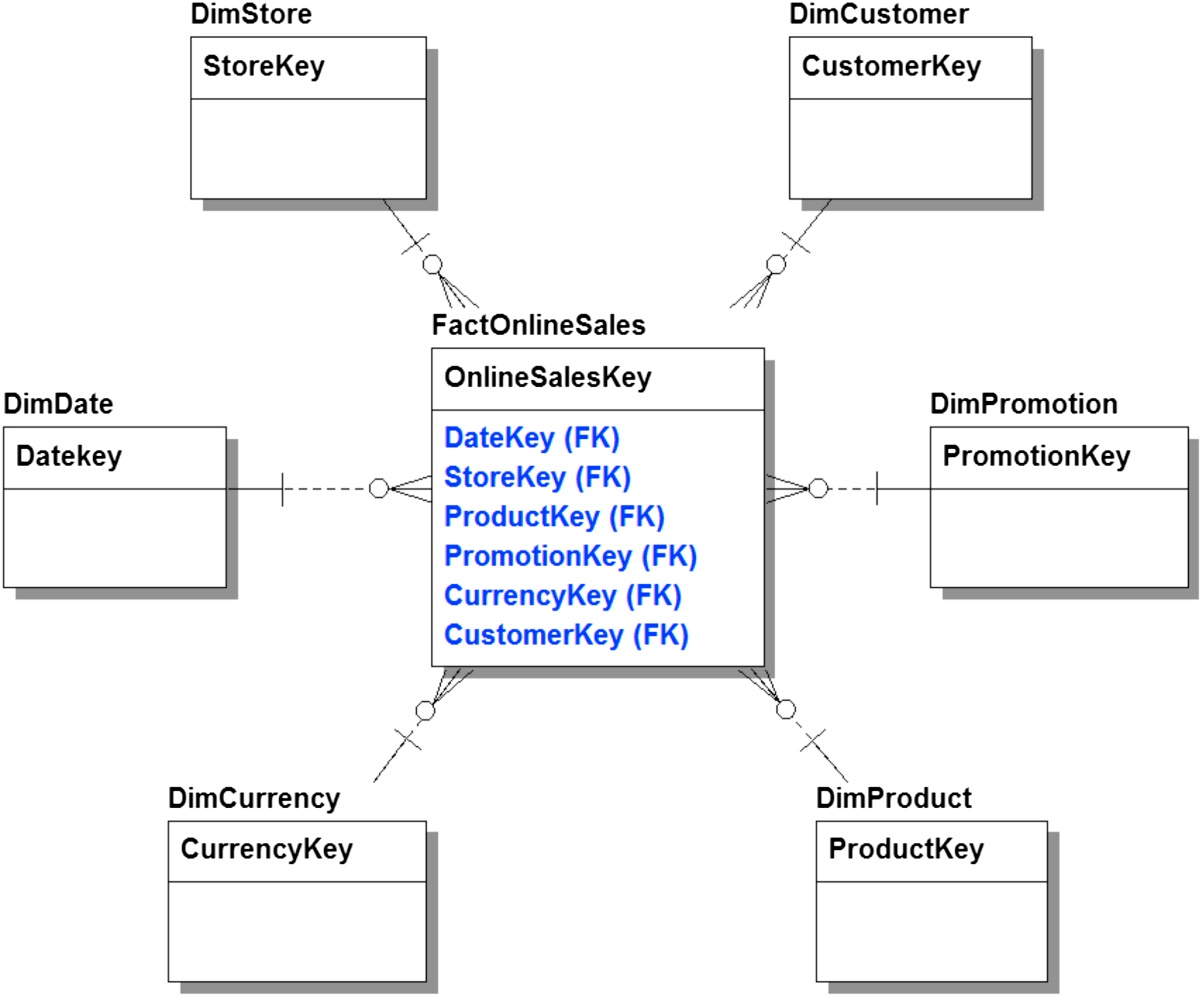 DimStore
StoreKey
DimCustomer
CustomerKey
FactOnlineSales
OnlineSalesKey
DateKey (FK)
StoreKey (FK)
ProductKey (FK)
PromotionKey (FK)
CurrencyKey (FK)
CustomerKey (FK)
DimDate
Datekey
DimPromotion
PromotionKey
DimCurrency
CurrencyKey
DimProduct
ProductKey